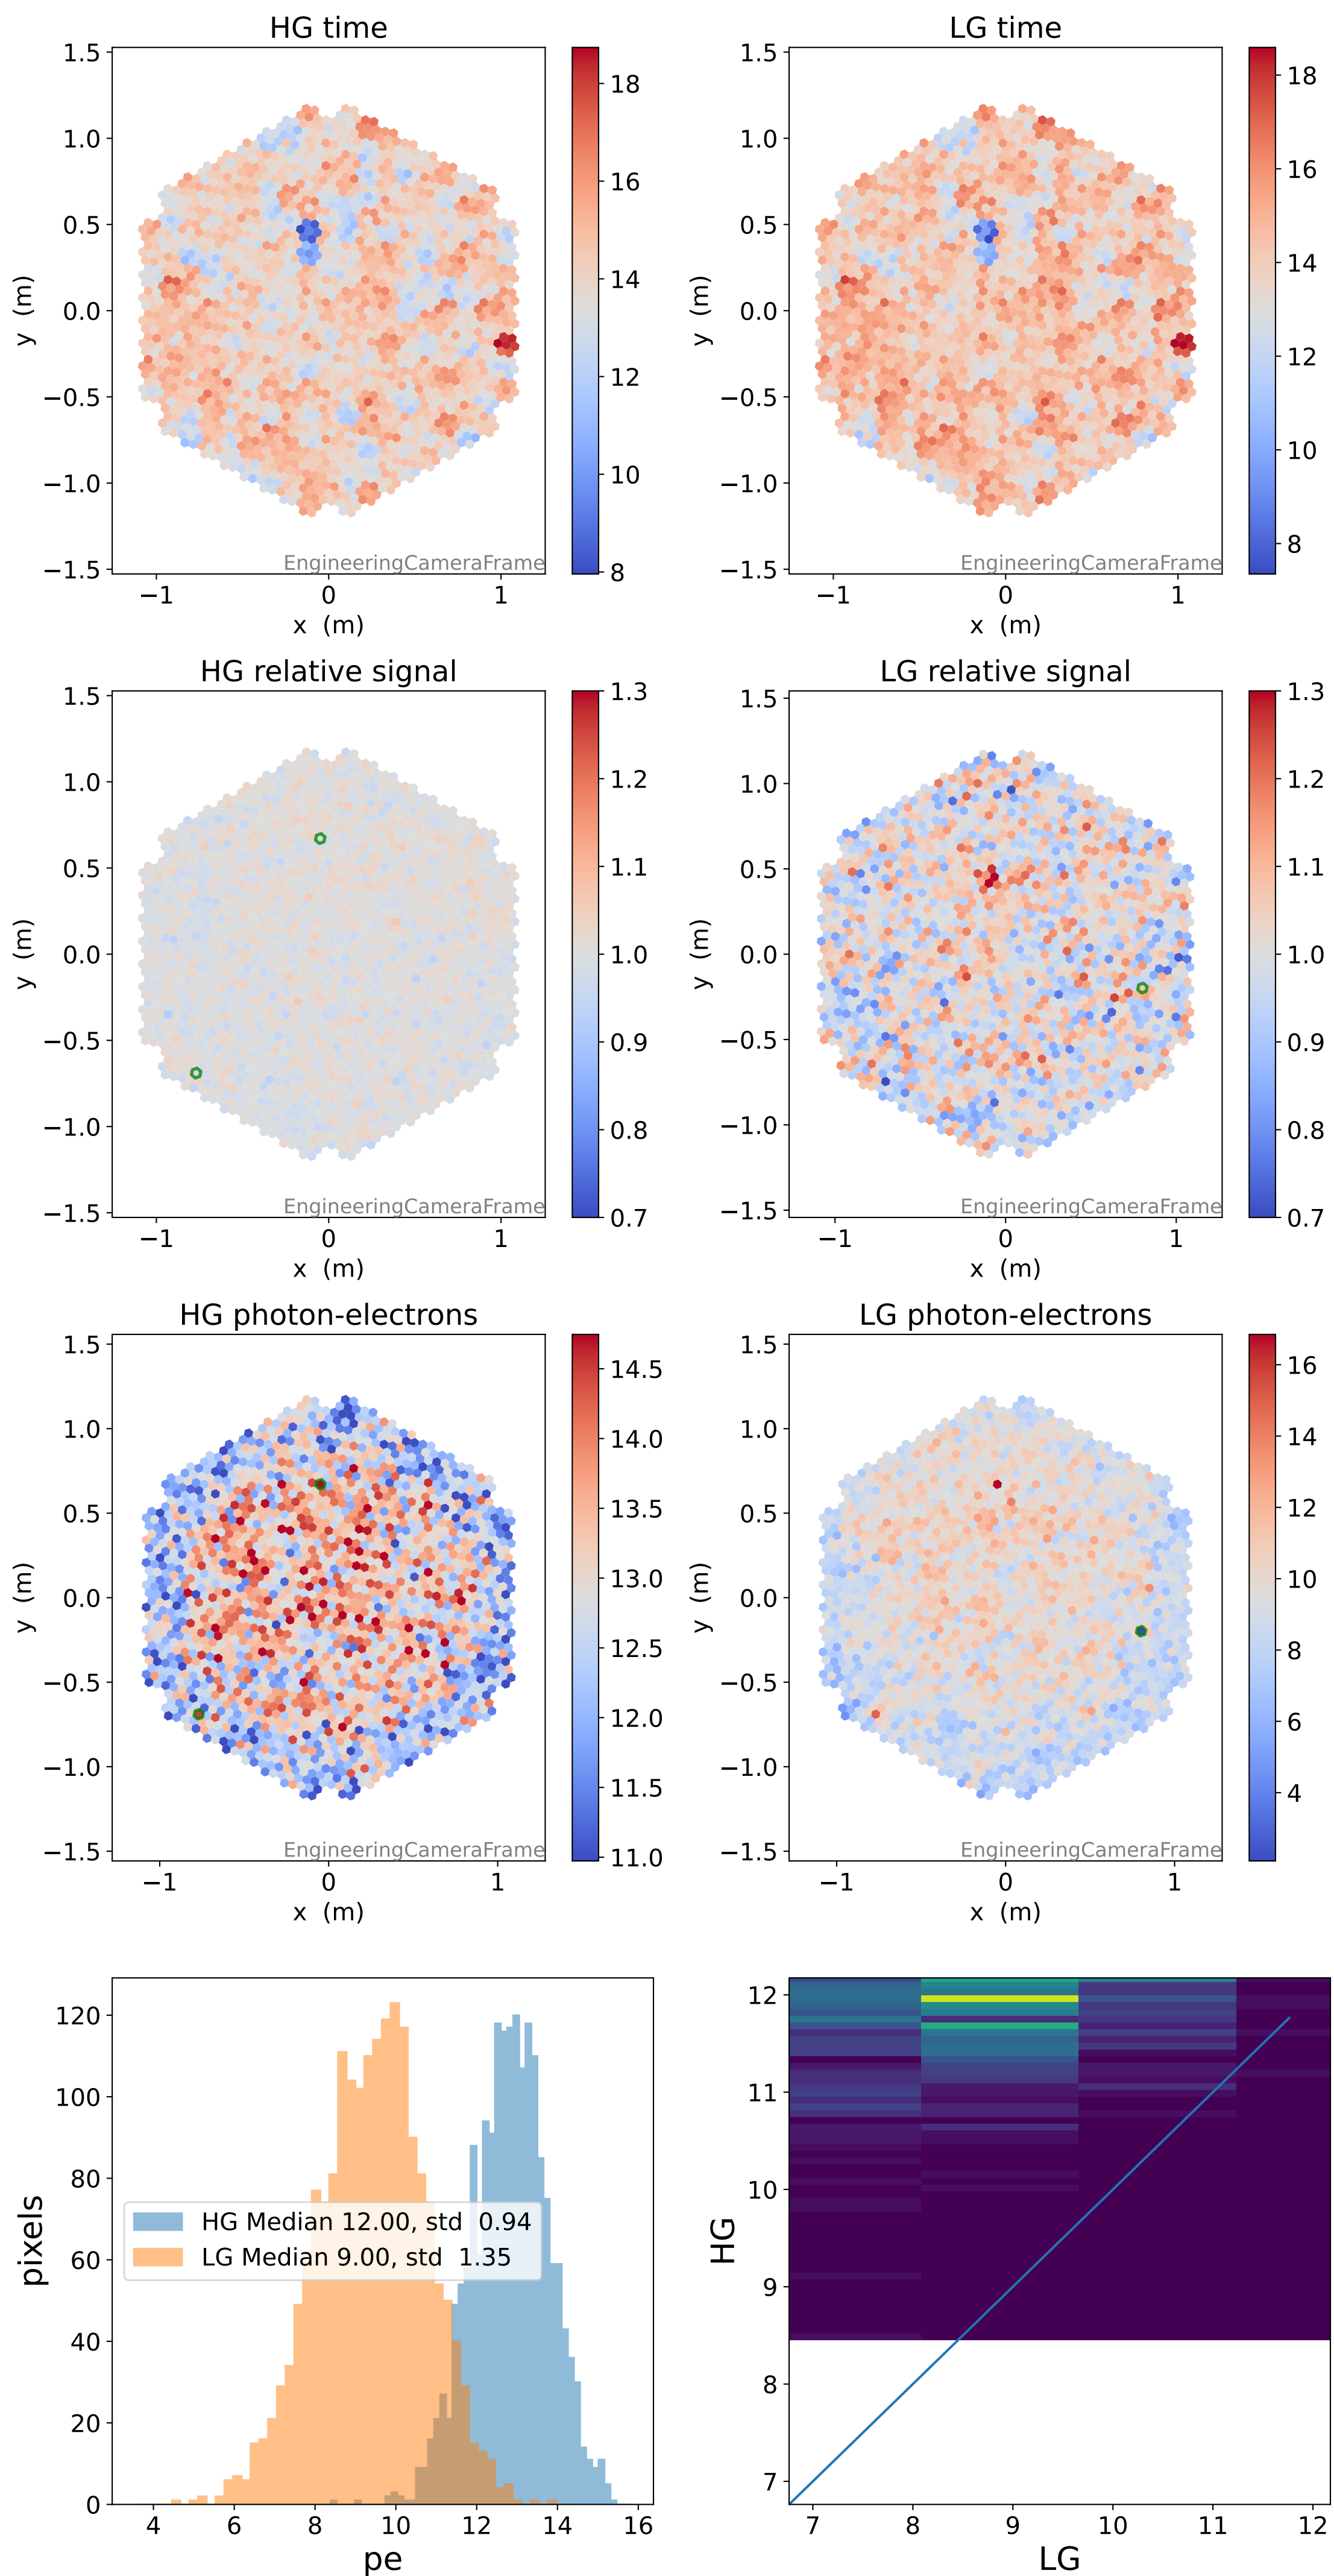 HG time
1.5
1.0
0.5
0.0
−0.5
−1.0
−1.5
y (m)
−1 0 1
x (m)
EngineeringCameraFrame
18
16
14
12
10
8
LG time
1.5
1.0
0.5
0.0
−0.5
−1.0
−1.5
y (m)
−1 0 1
x (m)
EngineeringCameraFrame
18
16
14
12
10
8
HG relative signal
1.5
1.0
0.5
0.0
−0.5
−1.0
−1.5
y (m)
−1 0 1
x (m)
EngineeringCameraFrame
1.3
1.2
1.1
1.0
0.9
0.8
0.7
LG relative signal
1.5
1.0
0.5
0.0
−0.5
−1.0
−1.5
y (m)
−1 0 1
x (m)
EngineeringCameraFrame
1.3
1.2
1.1
1.0
0.9
0.8
0.7
HG photon-electrons
1.5
1.0
0.5
0.0
−0.5
−1.0
−1.5
y (m)
−1 0 1
x (m)
EngineeringCameraFrame
14.5
14.0
13.5
13.0
12.5
12.0
11.5
11.0
LG photon-electrons
1.5
1.0
0.5
0.0
−0.5
−1.0
−1.5
y (m)
−1 0 1
x (m)
EngineeringCameraFrame
16
14
12
10
8
6
4
120
100
80
60
40
20
0
pixels
HG Median 12.00, std 0.94
LG Median 9.00, std 1.35
4 6 8 10 12 14 16
pe
12
11
10
9
8
7
HG
7 8 9 10 11 12
LG